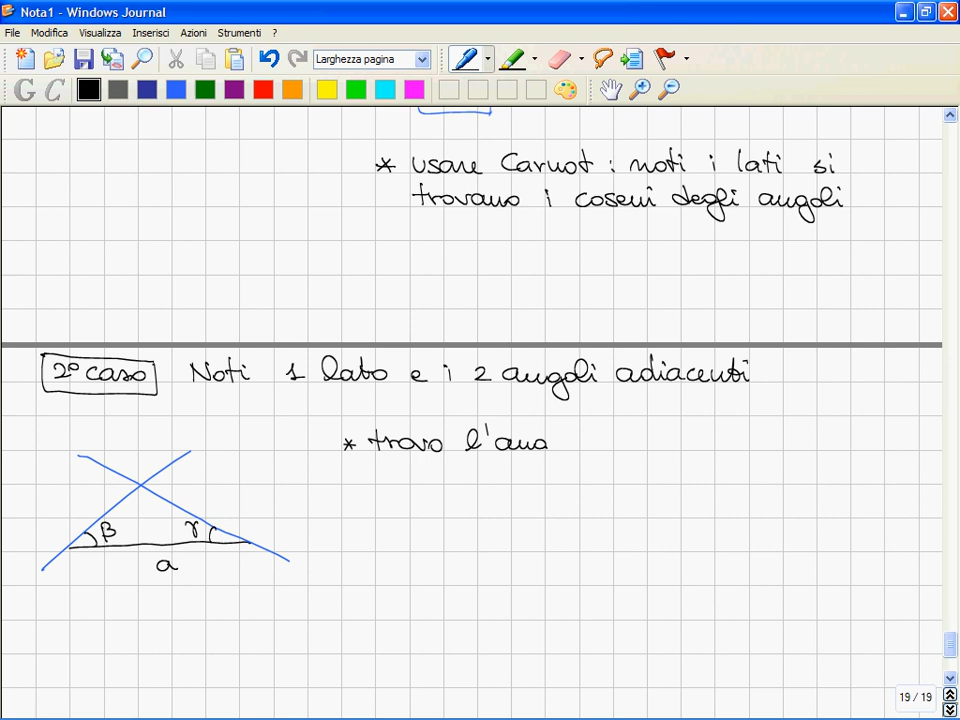 Nota1 - Windows Journal
File Modifica Visualizza Inserisci Azioni Strumenti ?
Larghezza pagina
G C
* usare Carnot : noti i lati si
trovano i coseni degli angoli
2° caso Noti 1 lato e i 2 angoli adiacenti
* trovo l'ana
β γ
a
19 / 19